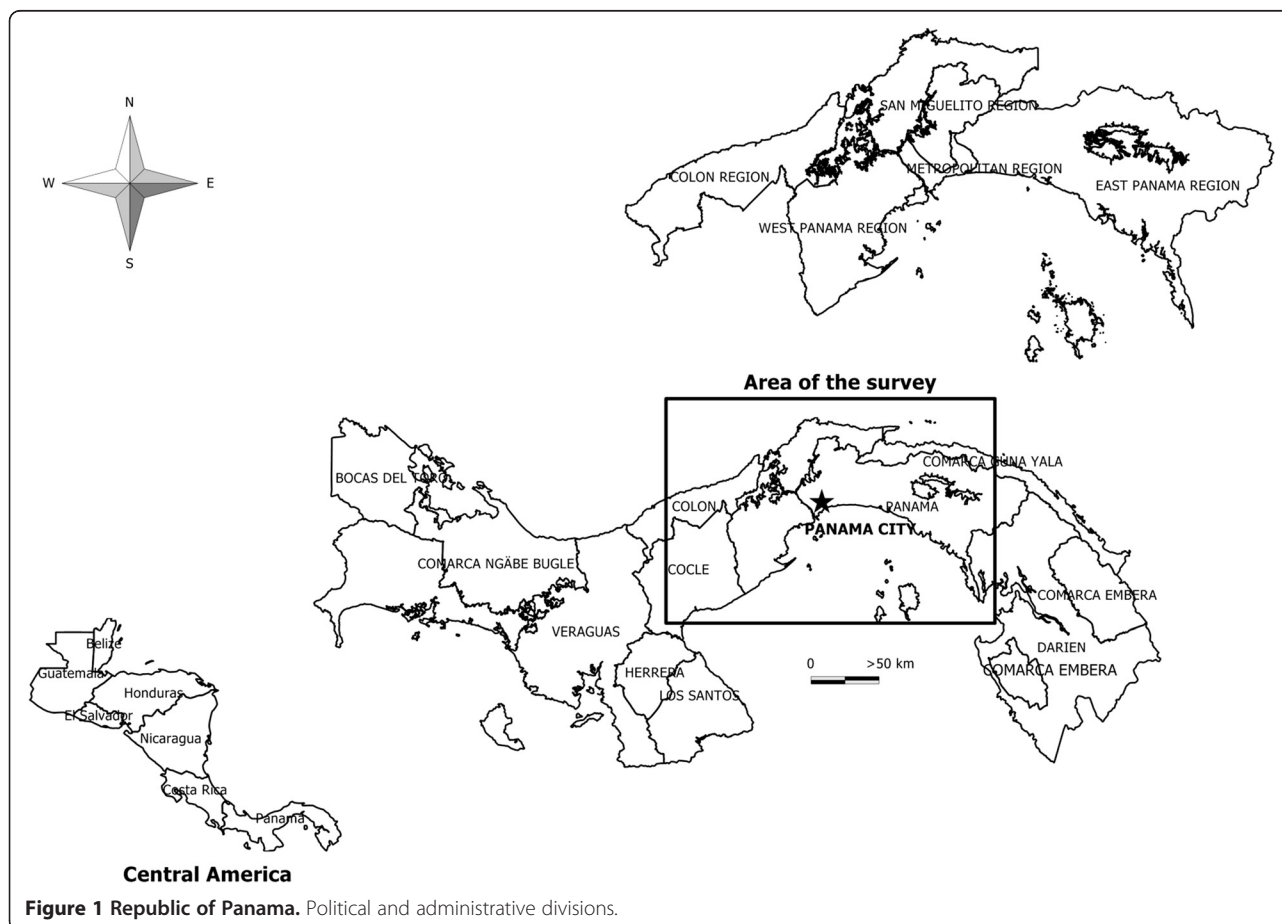 N
W
E
S
SAN MIGUELITO REGION
COLON REGION
METROPOLITAN REGION
EAST PANAMA REGION
WEST PANAMA REGION
Area of the survey
BOCAS DEL TORO
COMARCA GUNA YALA
COLON
PANAMA
PANAMA CITY
COMARCA NGÄBE BUGLE
COCLE
COMARCA EMBERA
VERAGUAS
DARIEN
HERRERA
COMARCA EMBERA
LOS SANTOS
0 >50 km
Belize
Guatemala
Honduras
El Salvador
Nicaragua
Costa Rica
Panama
Central America
Figure 1 Republic of Panama. Political and administrative divisions.